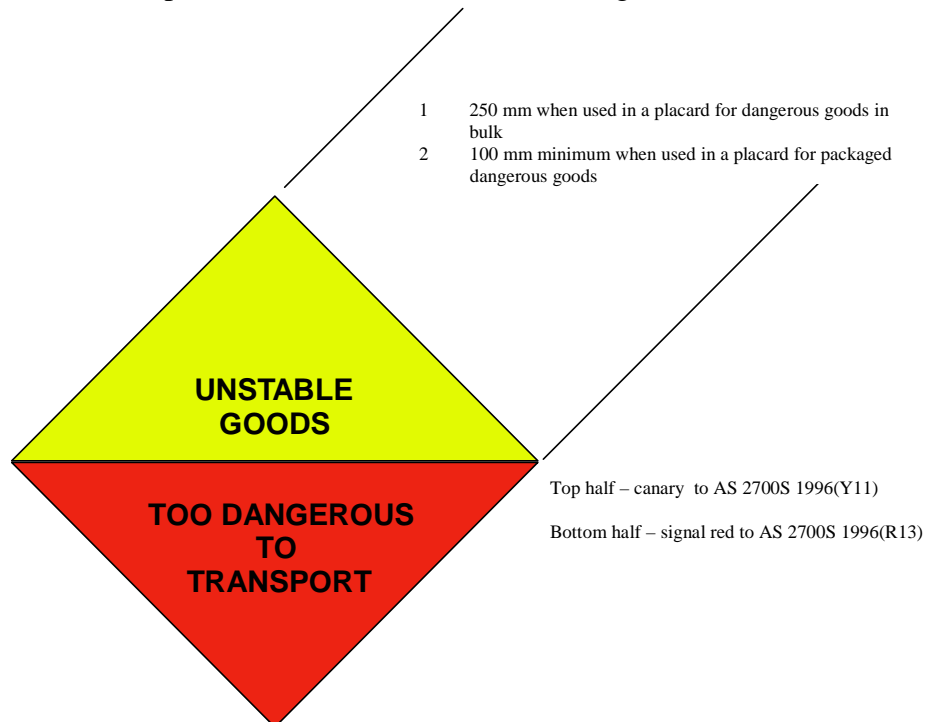 1 250 mm when used in a placard for dangerous goods in
bulk
2 100 mm minimum when used in a placard for packaged
dangerous goods
UNSTABLE
GOODS
TOO DANGEROUS
TO
TRANSPORT
Top half – canary to AS 2700S 1996(Y11)
Bottom half – signal red to AS 2700S 1996(R13)